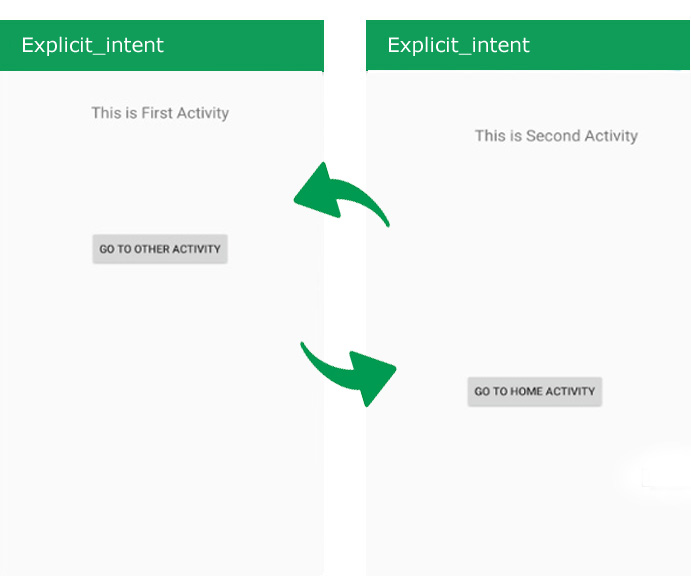 Explicit_intent
This is First Activity
GO TO OTHER ACTIVITY
Explicit_intent
This is Second Activity
GO TO HOME ACTIVITY